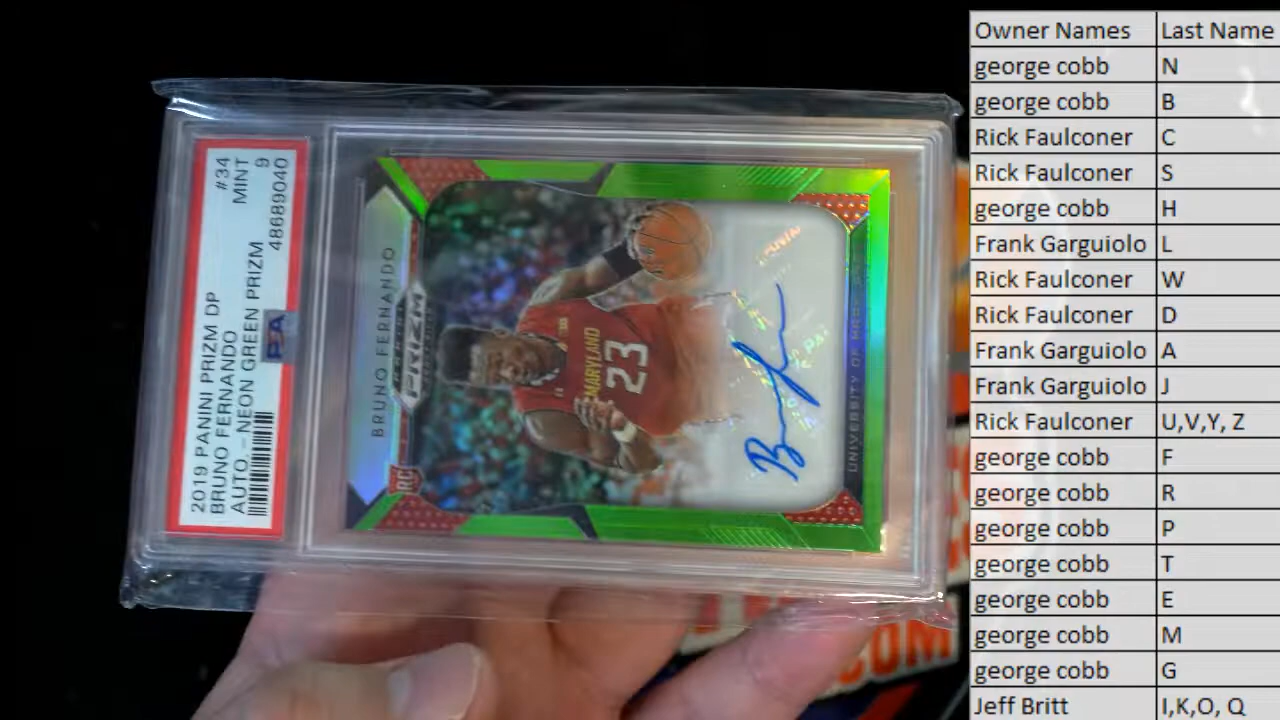 2019 PANINI PRIZM DP #34
BRUNO FERNANDO MINT
AUTO.-NEON GREEN PRIZM 9
48689040
PSA
BRUNO FERNANDO
PRIZM
RC
MARYLAND
23
Owner Names Last Name
george cobb N
george cobb B
Rick Faulconer C
Rick Faulconer S
george cobb H
Frank Garguiolo L
Rick Faulconer W
Rick Faulconer D
Frank Garguiolo A
Frank Garguiolo J
Rick Faulconer U,V,Y, Z
george cobb F
george cobb R
george cobb P
george cobb T
george cobb E
george cobb M
george cobb G
Jeff Britt I,K,O, Q